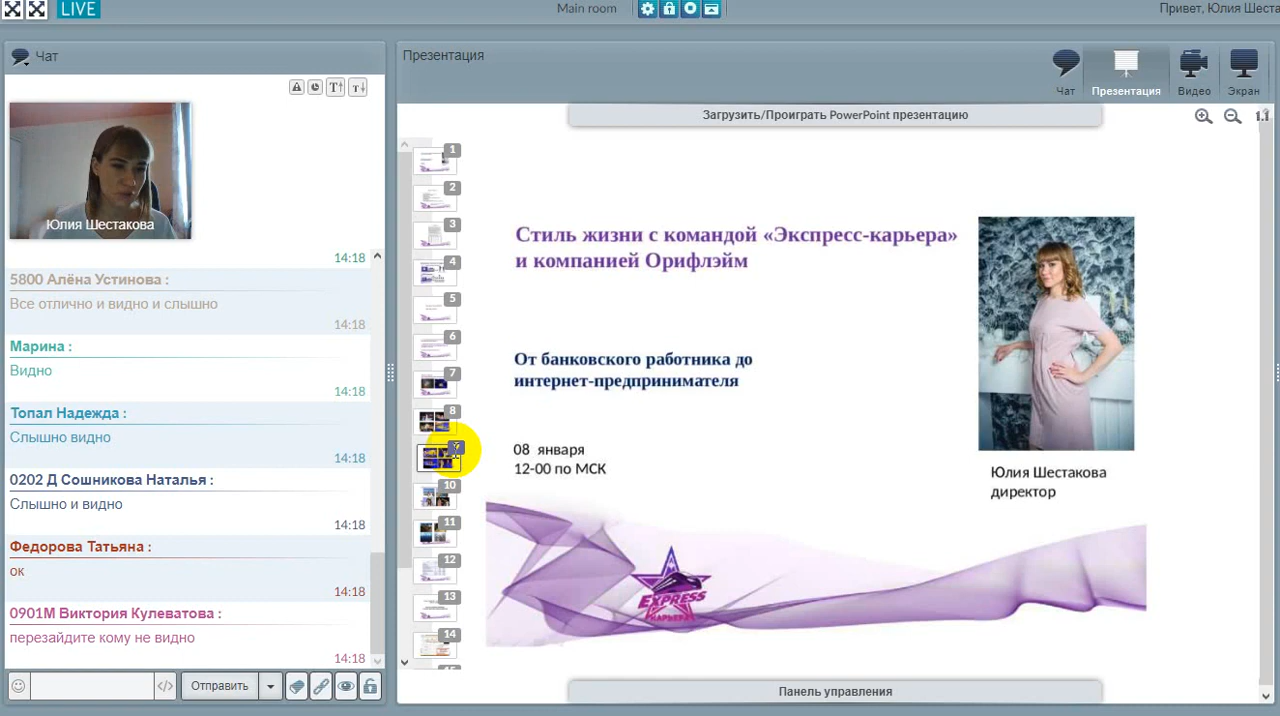 LIVE
Main room
Привет, Юлия Шеста
Чат
Юлия Шестакова
14:18
5800 Алёна Устинова :
Все отлично и видно и слышно
14:18
Марина :
Видно
14:18
Топал Надежда :
Слышно видно
14:18
0202 Д Сошникова Наталья :
Слышно и видно
14:18
Федорова Татьяна :
ок
14:18
0901М Виктория Кулеватова :
перезайдите кому не видно
14:18
Отправить
Презентация
Чат
Презентация
Видео
Экран
Загрузить/Проиграть PowerPoint презентацию
1:1
1
2
3
4
5
6
7
8
10
11
12
13
14
Стиль жизни с командой «Экспресс-карьера»
и компанией Орифлэйм
От банковского работника до
интернет-предпринимателя
08 января
12-00 по МСК
Юлия Шестакова
директор
EXPRESS
КАРЬЕРА
Панель управления